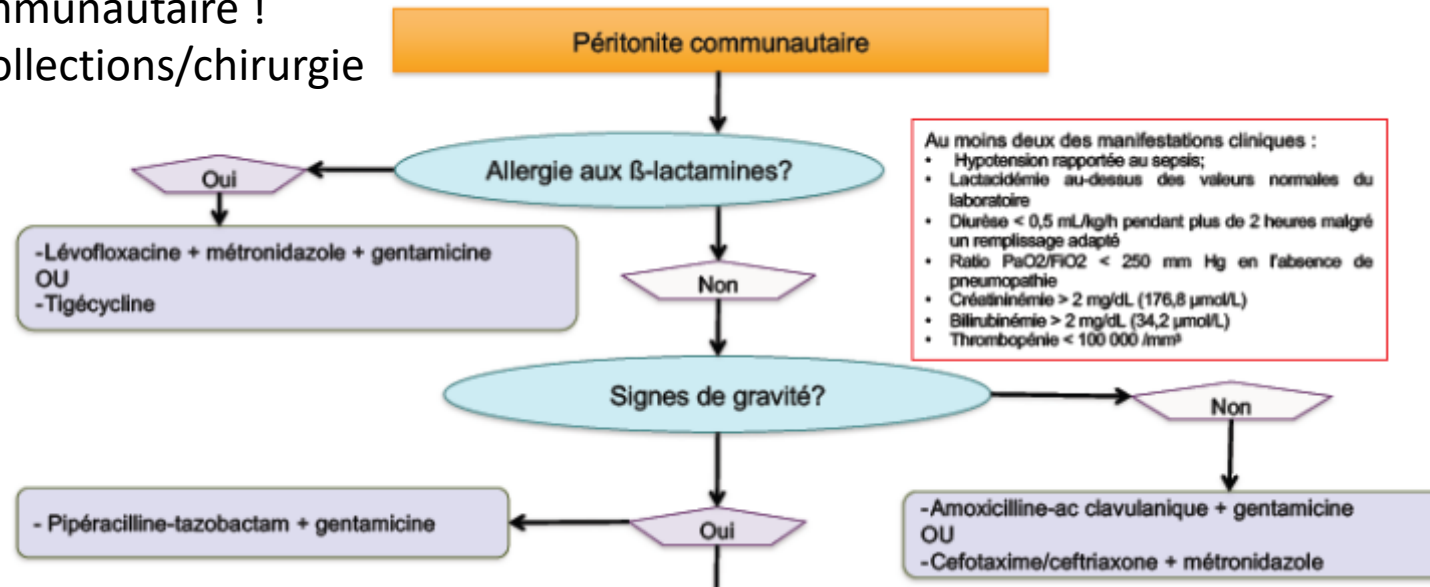 mmunautaire !
ollections/chirurgie
Péritonite communautaire
Allergie aux ß-lactamines?
Oui
-Lévofloxacine + métronidazole + gentamicine
OU
-Tigécycline
Non
Au moins deux des manifestations cliniques :
• Hypotension rapportée au sepsis;
• Lactacidémie au-dessus des valeurs normales du
laboratoire
• Diurèse < 0,5 mL/kg/h pendant plus de 2 heures malgré
un remplissage adapté
• Ratio PaO2/FiO2 < 250 mm Hg en l'absence de
pneumopathie
• Créatininémie > 2 mg/dL (176,8 µmol/L)
• Bilirubinémie > 2 mg/dL (34,2 µmol/L)
• Thrombopénie < 100 000 /mm³
Signes de gravité?
Non
- Pipéracilline-tazobactam + gentamicine
Oui
-Amoxicilline-ac clavulanique + gentamicine
OU
-Cefotaxime/ceftriaxone + métronidazole